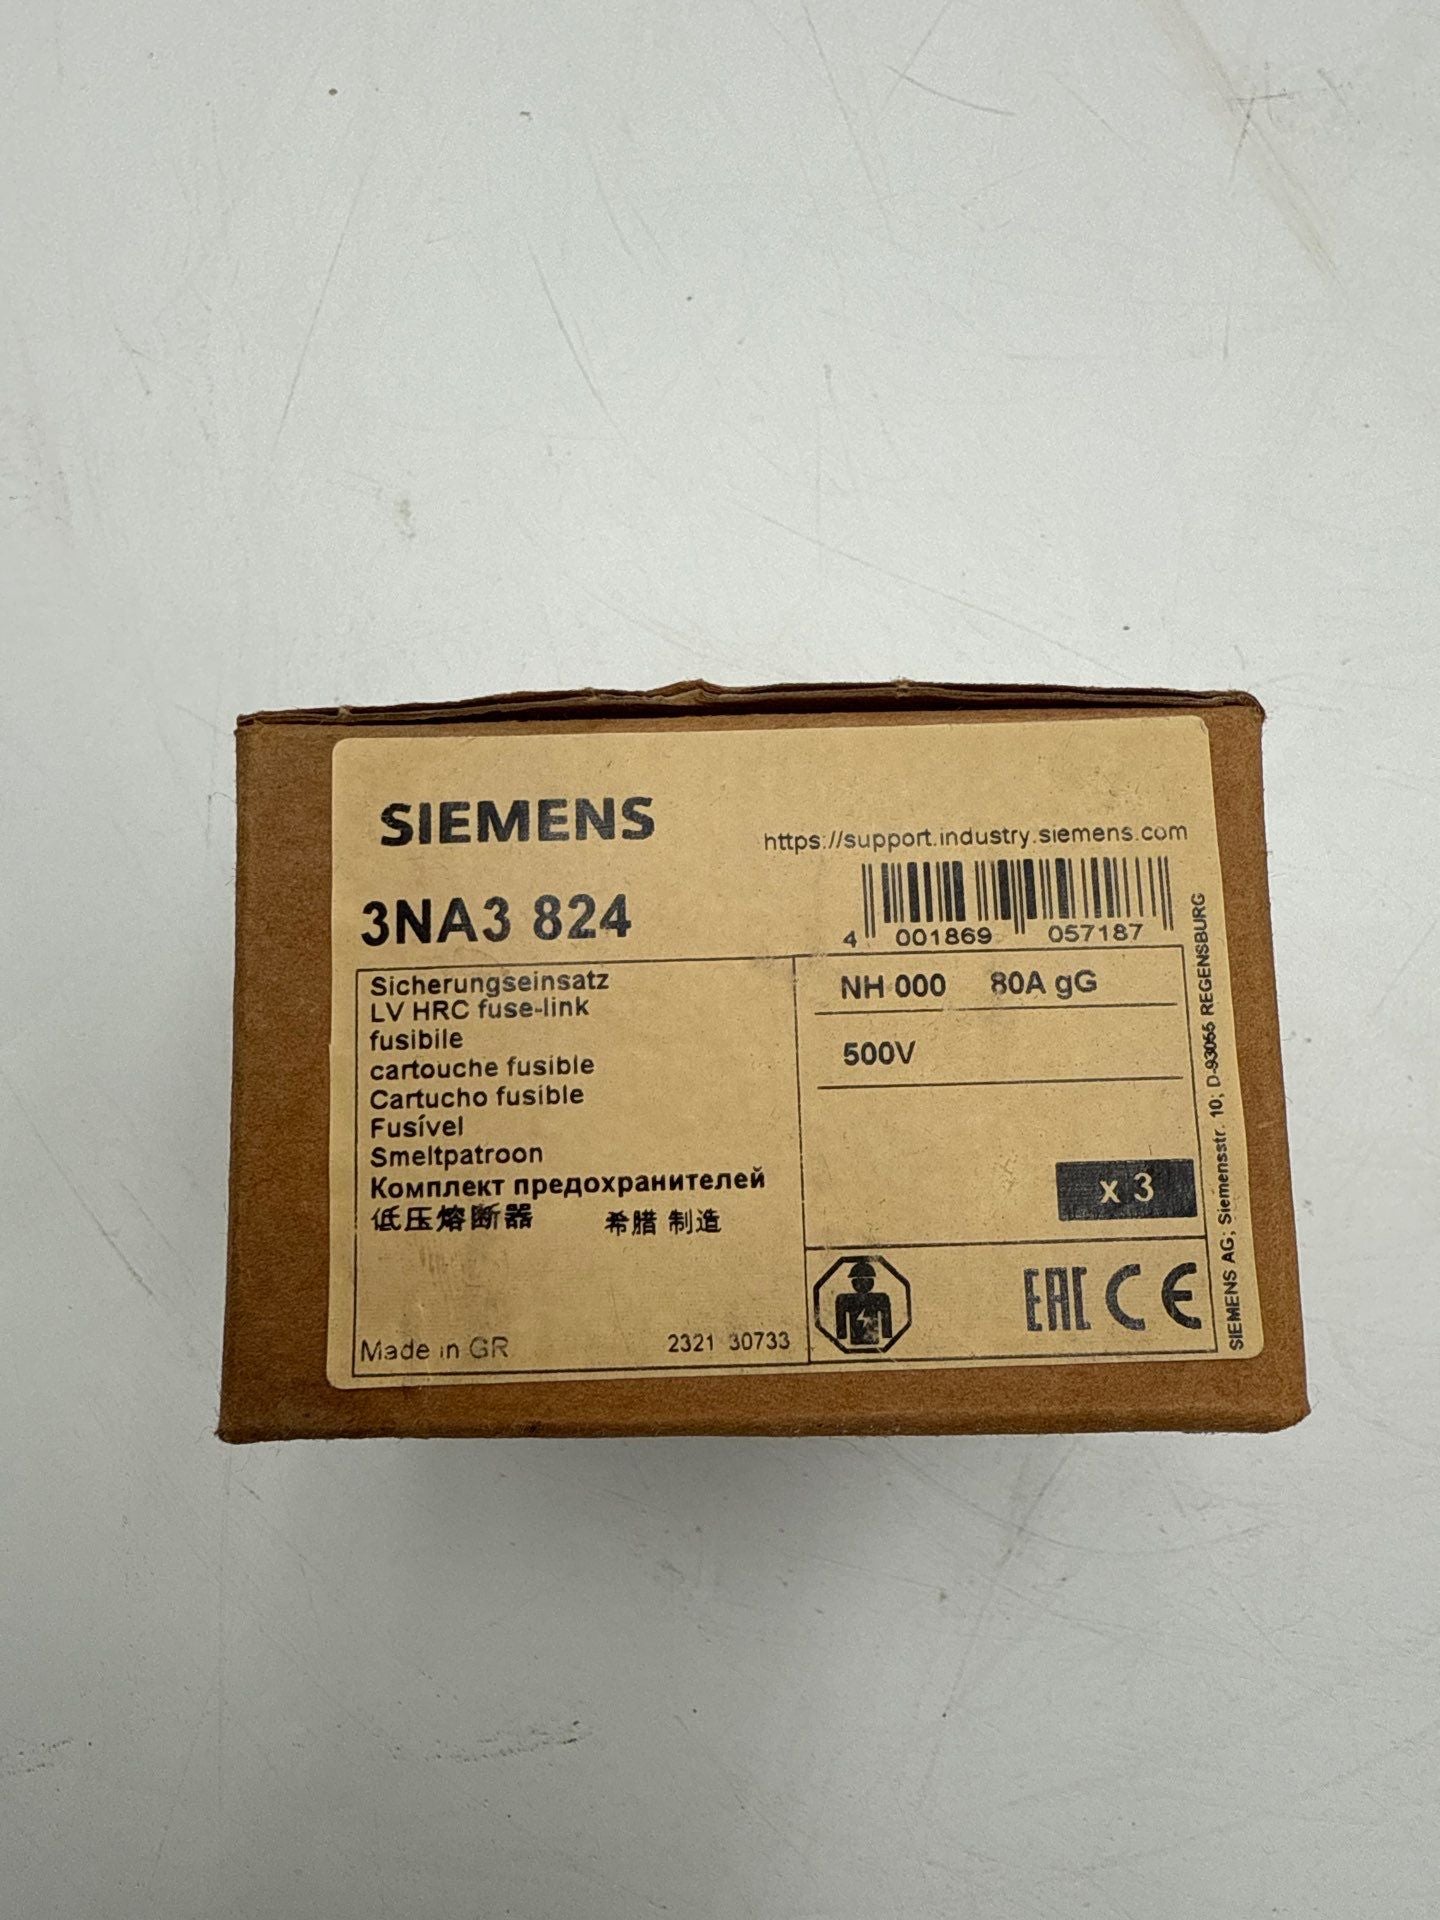 SIEMENS
https://support.industry.siemens.com
3NA3 824
4 001869 057187
Sicherungseinsatz
LV HRC fuse-link
fusibile
cartouche fusible
Cartucho fusible
Fusível
Smeltpatroon
Комплект предохранителей
低压熔断器 希腊 制造
Made in GR
2321 30733
NH 000 80A gG
500V
x 3
EAC CE
SIEMENS AG; Siemensstr. 10; D-93055 REGENSBURG